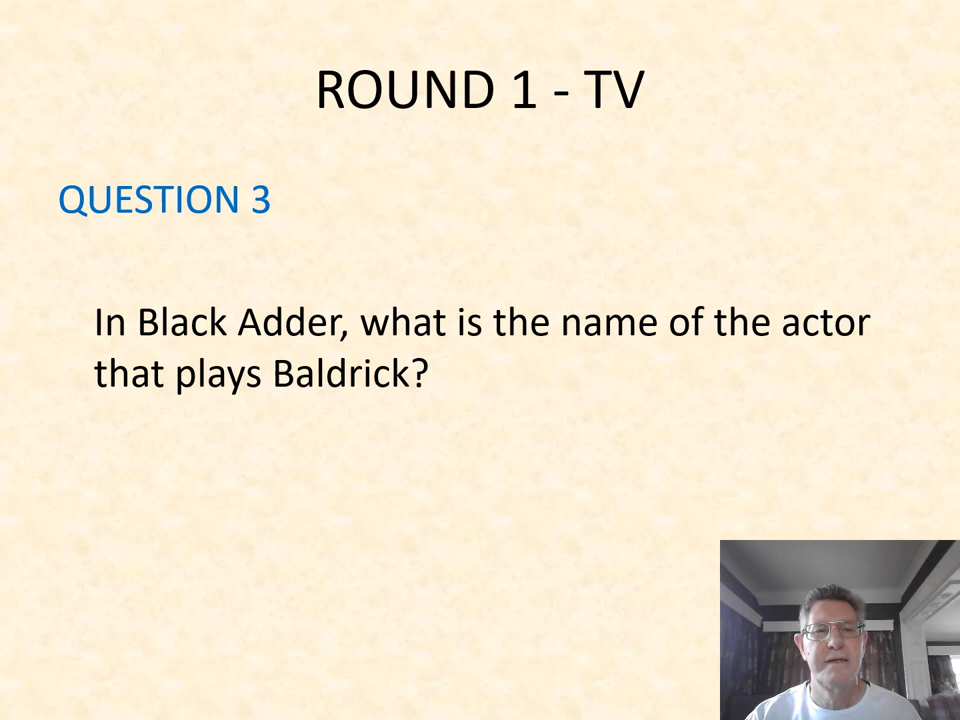 ROUND 1 - TV
QUESTION 3
In Black Adder, what is the name of the actor
that plays Baldrick?